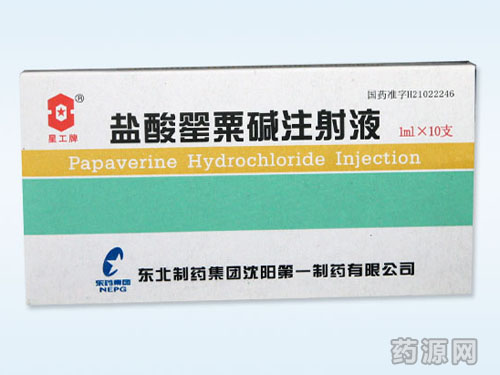 国药准字H21022246
®
星工牌
盐酸罂粟碱注射液
1ml×10支
Papaverine Hydrochloride Injection
东药集团
NEPG
东北制药集团沈阳第一制药有限公司
药源网